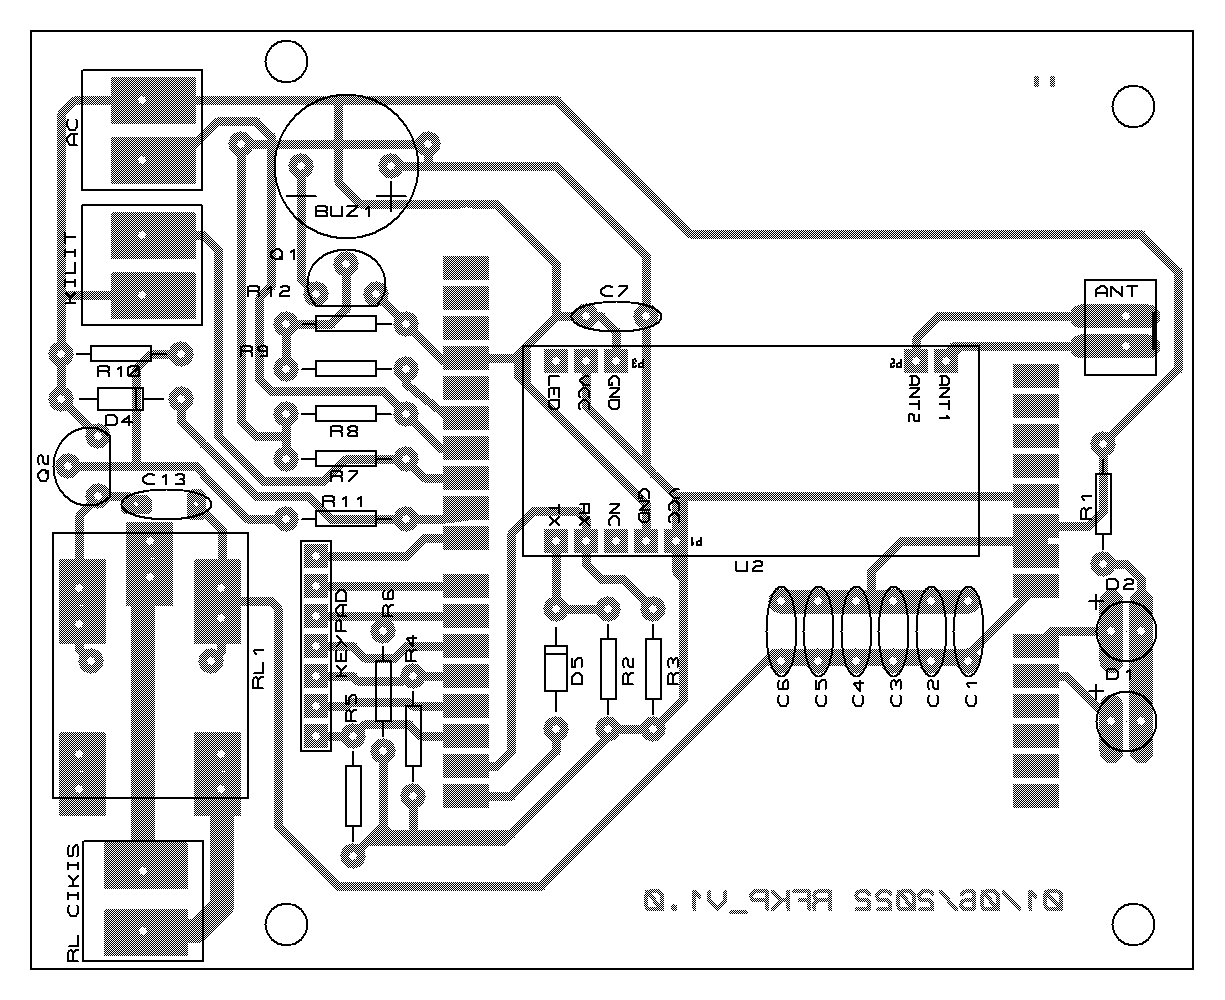 AC
BUZ1
KILIT
Q1
R12
C7
ANT
R9
R10
P3
P2
LED
VCC
GND
ANT2
ANT1
D4
R8
Q2
C13
R7
R11
R1
TX
RX
NC
GND
VCC
P1
U2
D2
KEYPAD
R6
R4
RL1
R5
D5
R2
R3
C6
C5
C4
C3
C2
C1
D1
RL CIKIS
01/06/2022 RFKP_V1.0